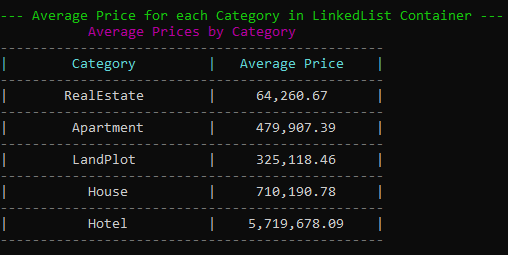 --- Average Price for each Category in LinkedList Container ---
Average Prices by Category
------------------------------------------------
| Category | Average Price |
------------------------------------------------
| RealEstate | 64,260.67 |
------------------------------------------------
| Apartment | 479,907.39 |
------------------------------------------------
| LandPlot | 325,118.46 |
------------------------------------------------
| House | 710,190.78 |
------------------------------------------------
| Hotel | 5,719,678.09 |
------------------------------------------------